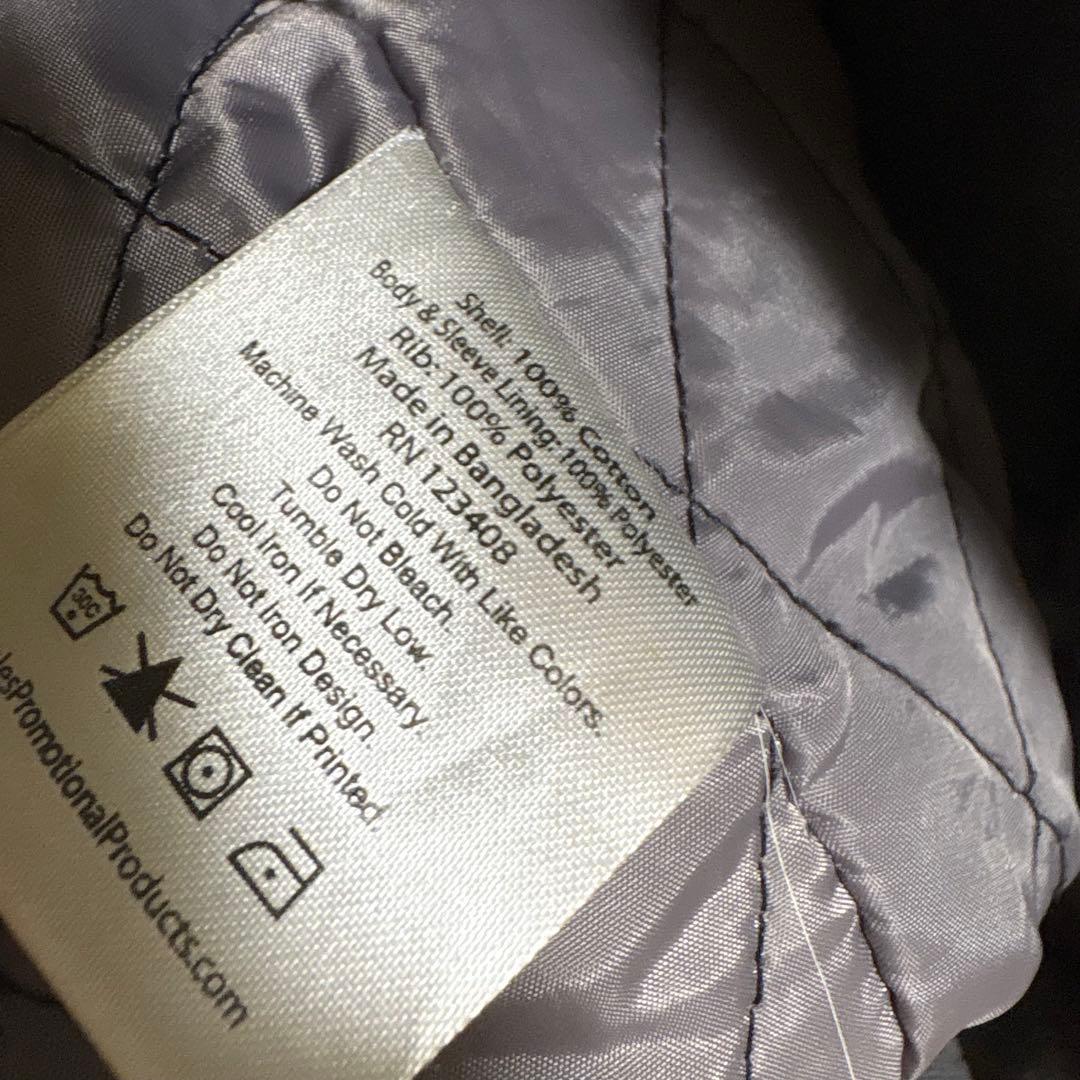 Shell: 100% Cotton
Body & Sleeve Lining: 100% Polyester
Rib: 100% Polyester
Made in Bangladesh
RN 123408
Machine Wash Cold With Like Colors.
Do Not Bleach.
Tumble Dry Low.
Cool Iron If Necessary.
Do Not Iron Design.
Do Not Dry Clean If Printed.
30C
lesPromotionalProducts.com